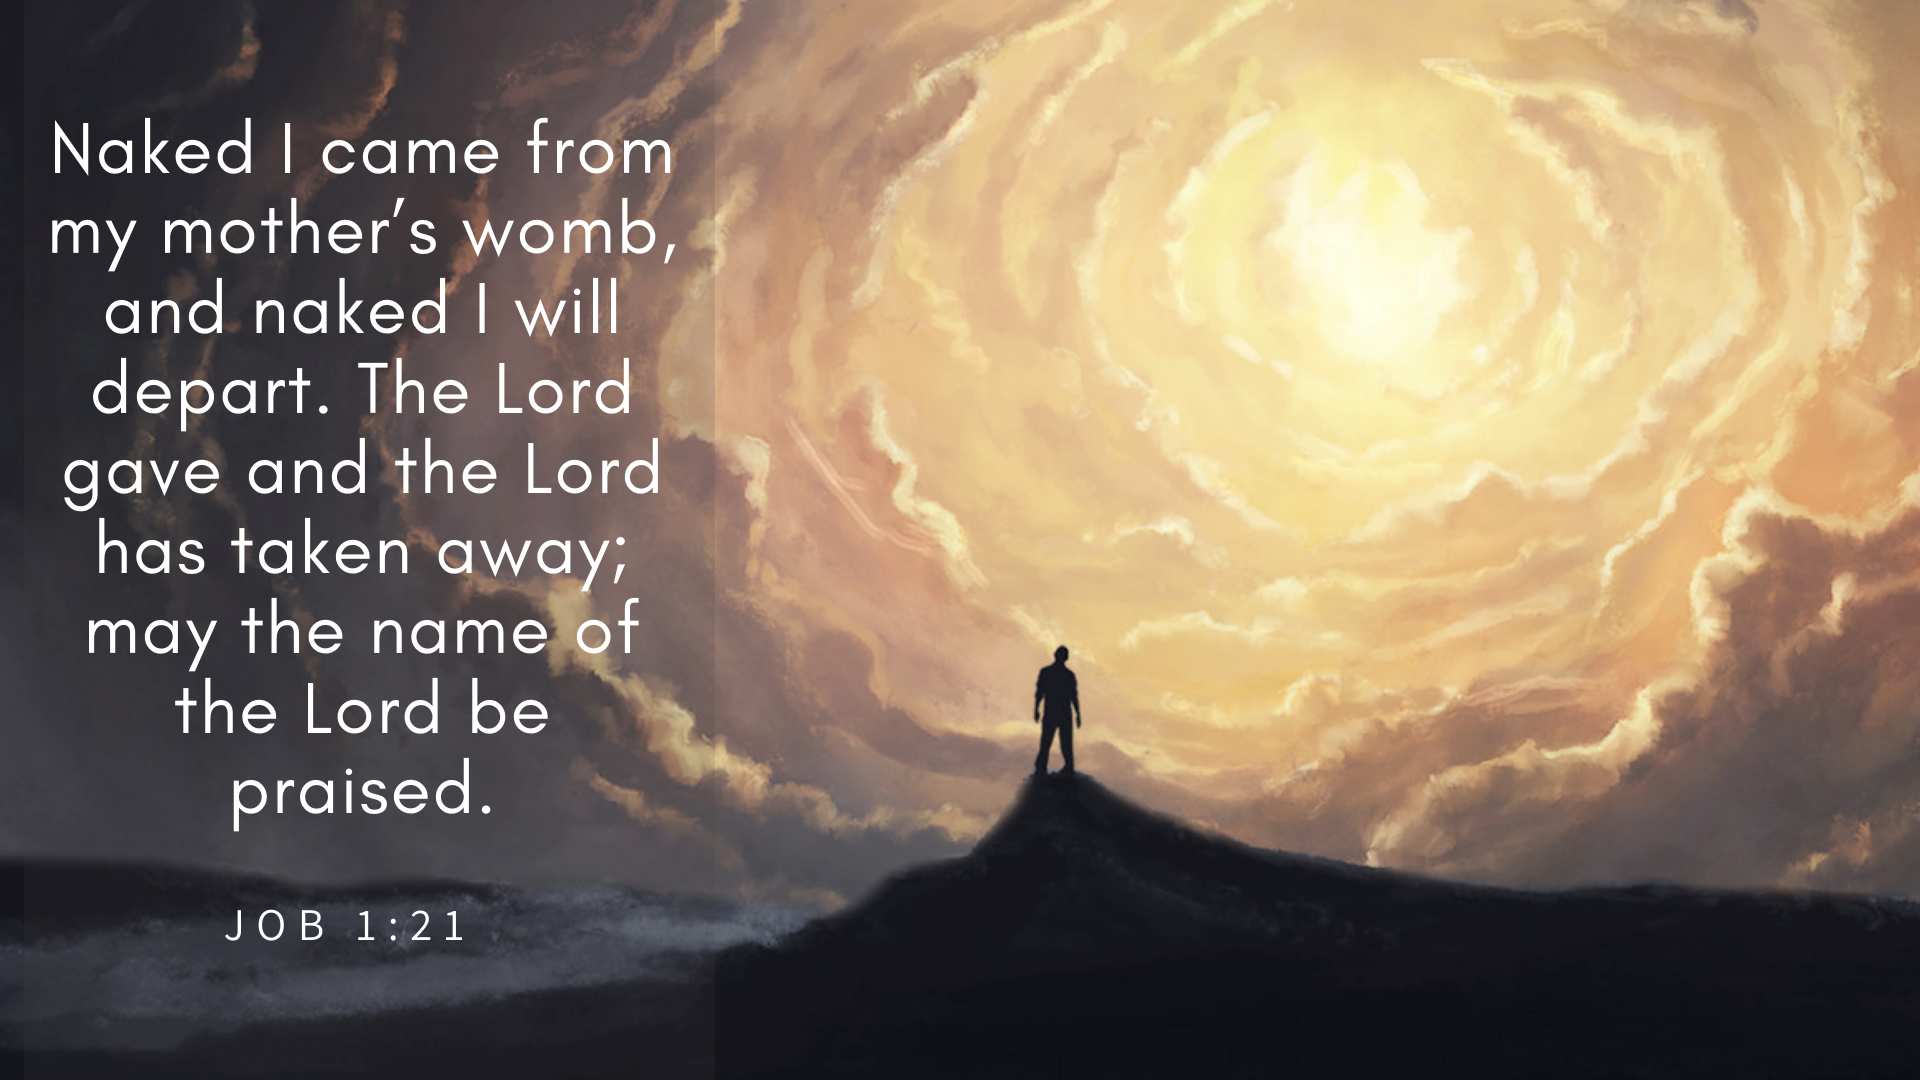 Naked I came from
my mother’s womb,
and naked I will
depart. The Lord
gave and the Lord
has taken away;
may the name of
the Lord be
praised.
JOB 1:21